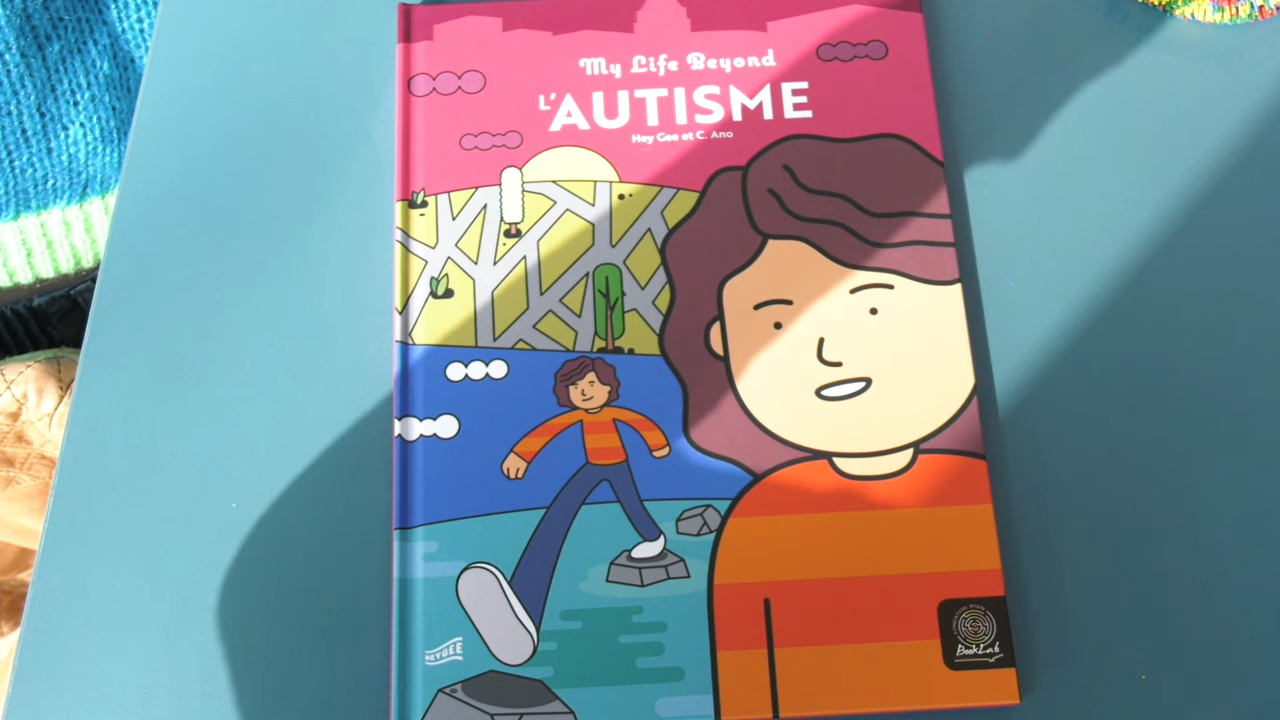 My Life Beyond
L'AUTISME
Hey Gee et C. Ano
HEYGEE
BookLab